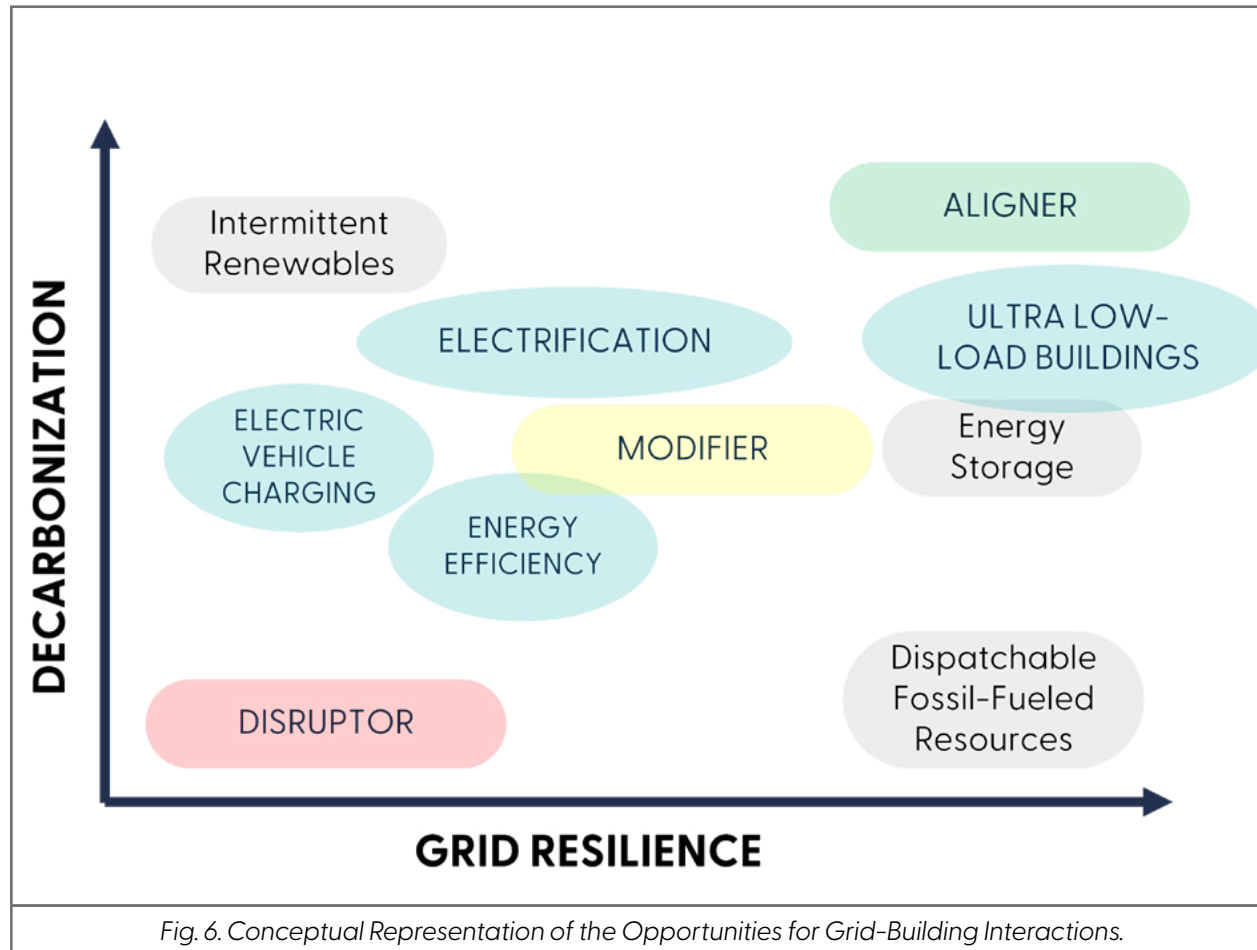 DECARBONIZATION
Intermittent
Renewables
ALIGNER
ELECTRIFICATION
ULTRA LOW-
LOAD BUILDINGS
ELECTRIC
VEHICLE
CHARGING
MODIFIER
Energy
Storage
ENERGY
EFFICIENCY
DISRUPTOR
Dispatchable
Fossil-Fueled
Resources
GRID RESILIENCE
Fig. 6. Conceptual Representation of the Opportunities for Grid-Building Interactions.